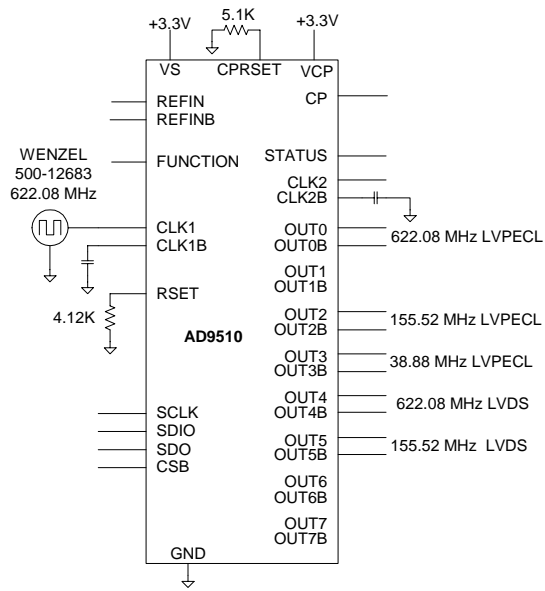 5.1K
+3.3V
+3.3V
VS
CPRSET
VCP
REFIN
REFINB
CP
FUNCTION
STATUS
WENZEL
500-12683
622.08 MHz
CLK2
CLK2B
CLK1
CLK1B
OUT0
OUT0B
622.08 MHz LVPECL
OUT1
OUT1B
RSET
4.12K
AD9510
OUT2
OUT2B
155.52 MHz LVPECL
OUT3
OUT3B
38.88 MHz LVPECL
OUT4
OUT4B
622.08 MHz LVDS
SCLK
SDIO
SDO
CSB
OUT5
OUT5B
155.52 MHz LVDS
OUT6
OUT6B
OUT7
OUT7B
GND